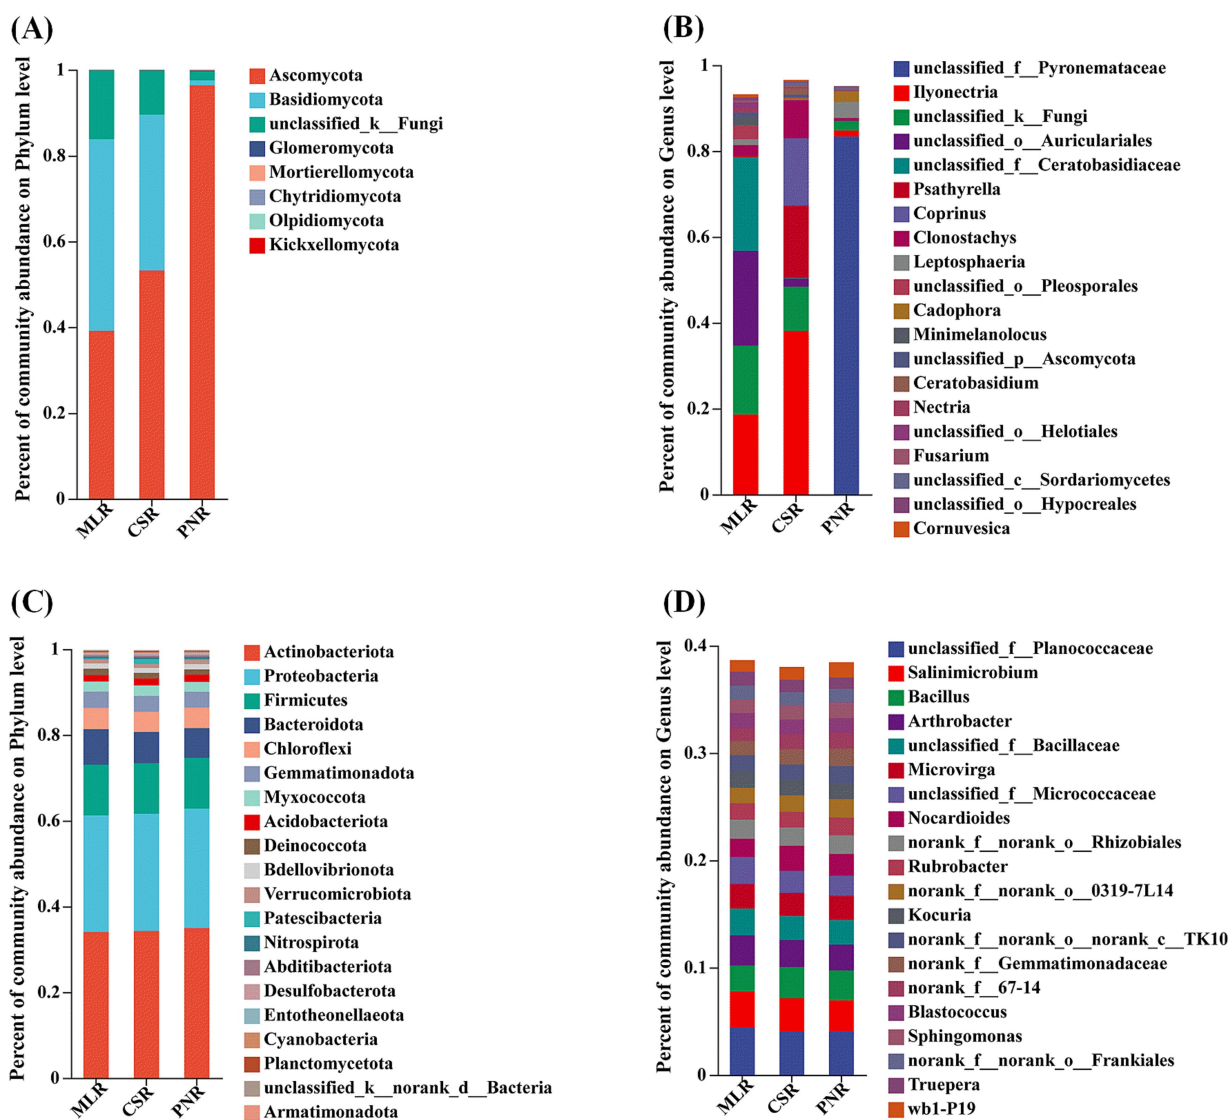 (A)
Percent of community abundance on Phylum level
1
0.8
0.6
0.4
0.2
0
MLR
CSR
PNR
Ascomycota
Basidiomycota
unclassified_k__Fungi
Glomeromycota
Mortierellomycota
Chytridiomycota
Olpidiomycota
Kickxellomycota
(B)
Percent of community abundance on Genus level
1
0.8
0.6
0.4
0.2
0
MLR
CSR
PNR
unclassified_f__Pyronemataceae
Ilyonectria
unclassified_k__Fungi
unclassified_o__Auriculariales
unclassified_f__Ceratobasidiaceae
Psathyrella
Coprinus
Clonostachys
Leptosphaeria
unclassified_o__Pleosporales
Cadophora
Minimelanolocus
unclassified_p__Ascomycota
Ceratobasidium
Nectria
unclassified_o__Helotiales
Fusarium
unclassified_c__Sordariomycetes
unclassified_o__Hypocreales
Cornuvesica
(C)
Percent of community abundance on Phylum level
1
0.8
0.6
0.4
0.2
0
MLR
CSR
PNR
Actinobacteriota
Proteobacteria
Firmicutes
Bacteroidota
Chloroflexi
Gemmatimonadota
Myxococcota
Acidobacteriota
Deinococcota
Bdellovibrionota
Verrucomicrobiota
Patescibacteria
Nitrospirota
Abditibacteriota
Desulfobacterota
Entotheonellaeota
Cyanobacteria
Planctomycetota
unclassified_k__norank_d__Bacteria
Armatimonadota
(D)
Percent of community abundance on Genus level
0.4
0.3
0.2
0.1
0
MLR
CSR
PNR
unclassified_f__Planococcaceae
Salinimicrobium
Bacillus
Arthrobacter
unclassified_f__Bacillaceae
Microvirga
unclassified_f__Micrococcaceae
Nocardioides
norank_f__norank_o__Rhizobiales
Rubrobacter
norank_f__norank_o__0319-7L14
Kocuria
norank_f__norank_o__norank_c__TK10
norank_f__Gemmatimonadaceae
norank_f__67-14
Blastococcus
Sphingomonas
norank_f__norank_o__Frankiales
Truepera
wb1-P19